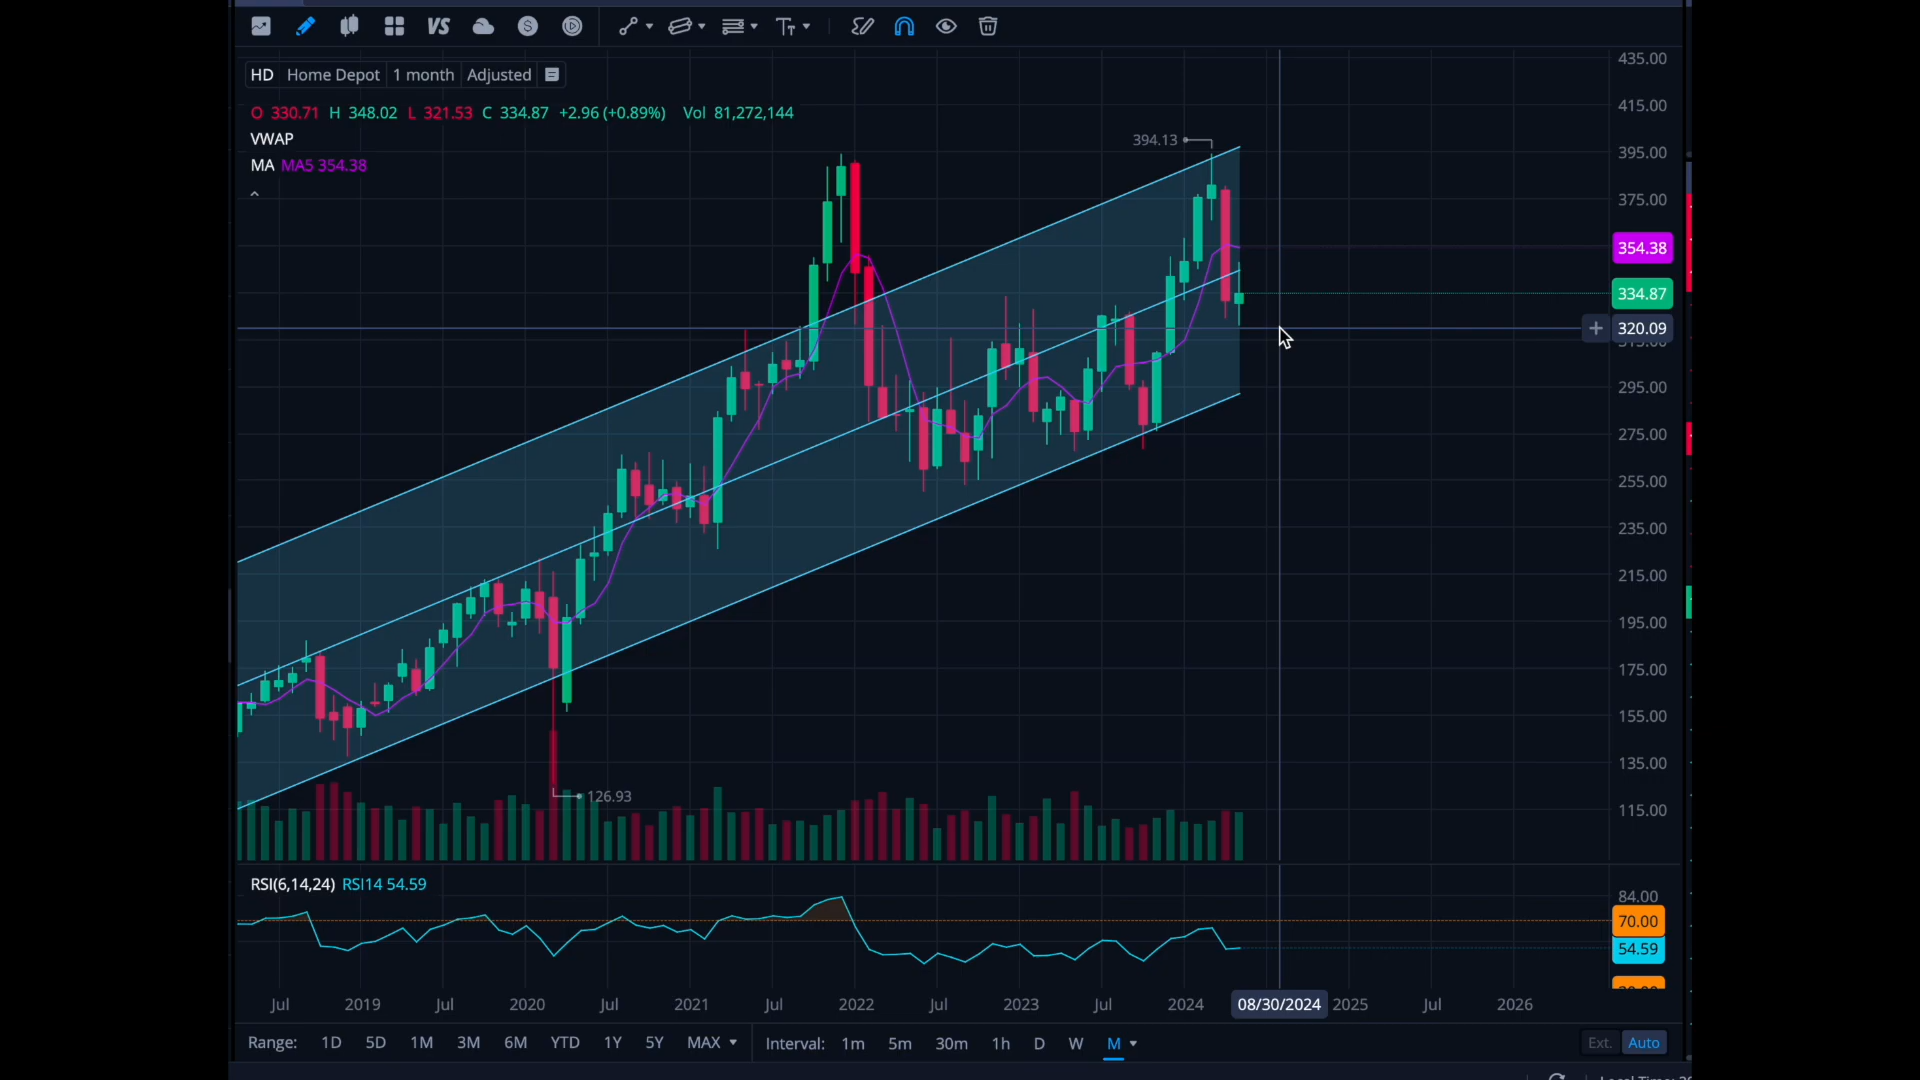 VS
HD Home Depot 1 month Adjusted
O 330.71 H 348.02 L 321.53 C 334.87 +2.96 (+0.89%) Vol 81,272,144
VWAP
MA MA5 354.38
394.13
126.93
435.00
415.00
395.00
375.00
354.38
334.87
320.09
315.00
295.00
275.00
255.00
235.00
215.00
195.00
175.00
155.00
135.00
115.00
RSI(6,14,24) RSI14 54.59
84.00
70.00
54.59
Jul 2019 Jul 2020 Jul 2021 Jul 2022 Jul 2023 Jul 2024 08/30/2024 2025 Jul 2026
Range: 1D 5D 1M 3M 6M YTD 1Y 5Y MAX Interval: 1m 5m 30m 1h D W M Ext. Auto